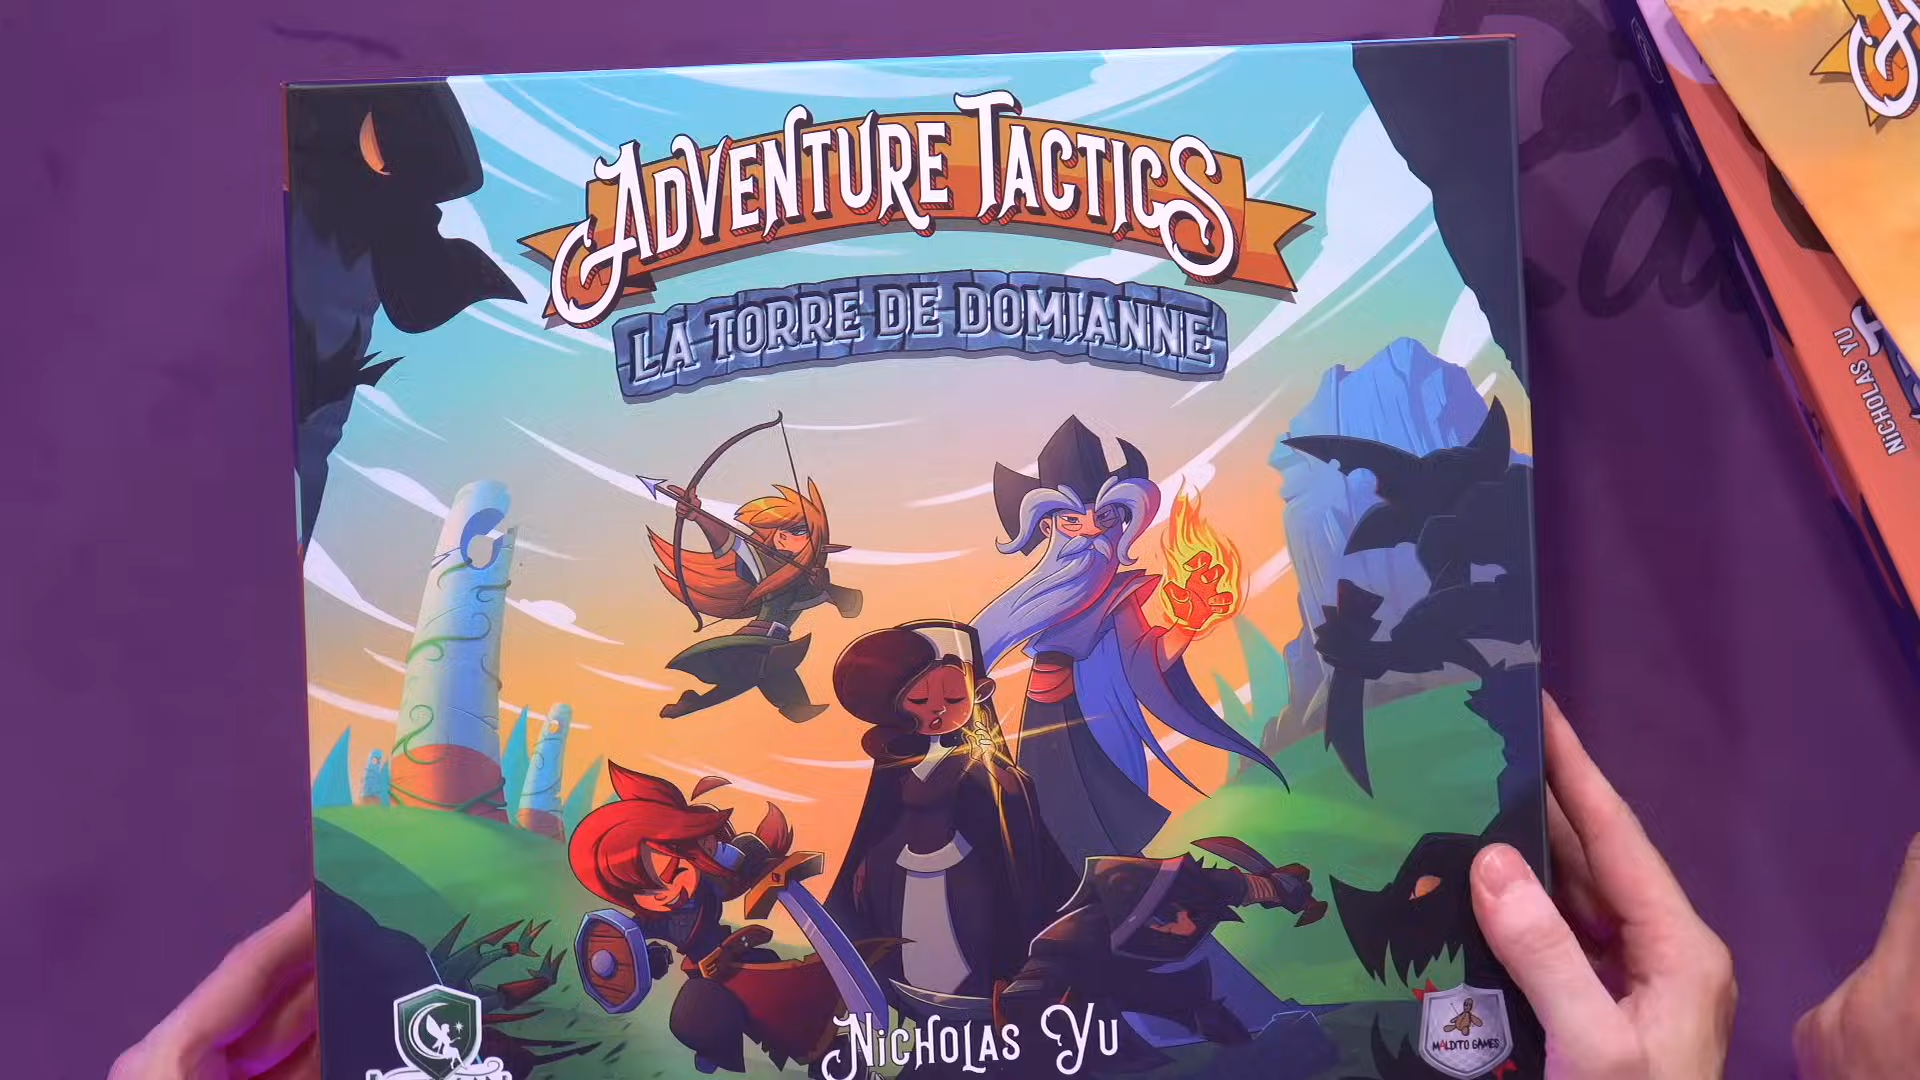 ADVENTURE TACTICS
LA TORRE DE DOMIANNE
NICHOLAS YU
MALDITO GAMES
NICHOLAS YU